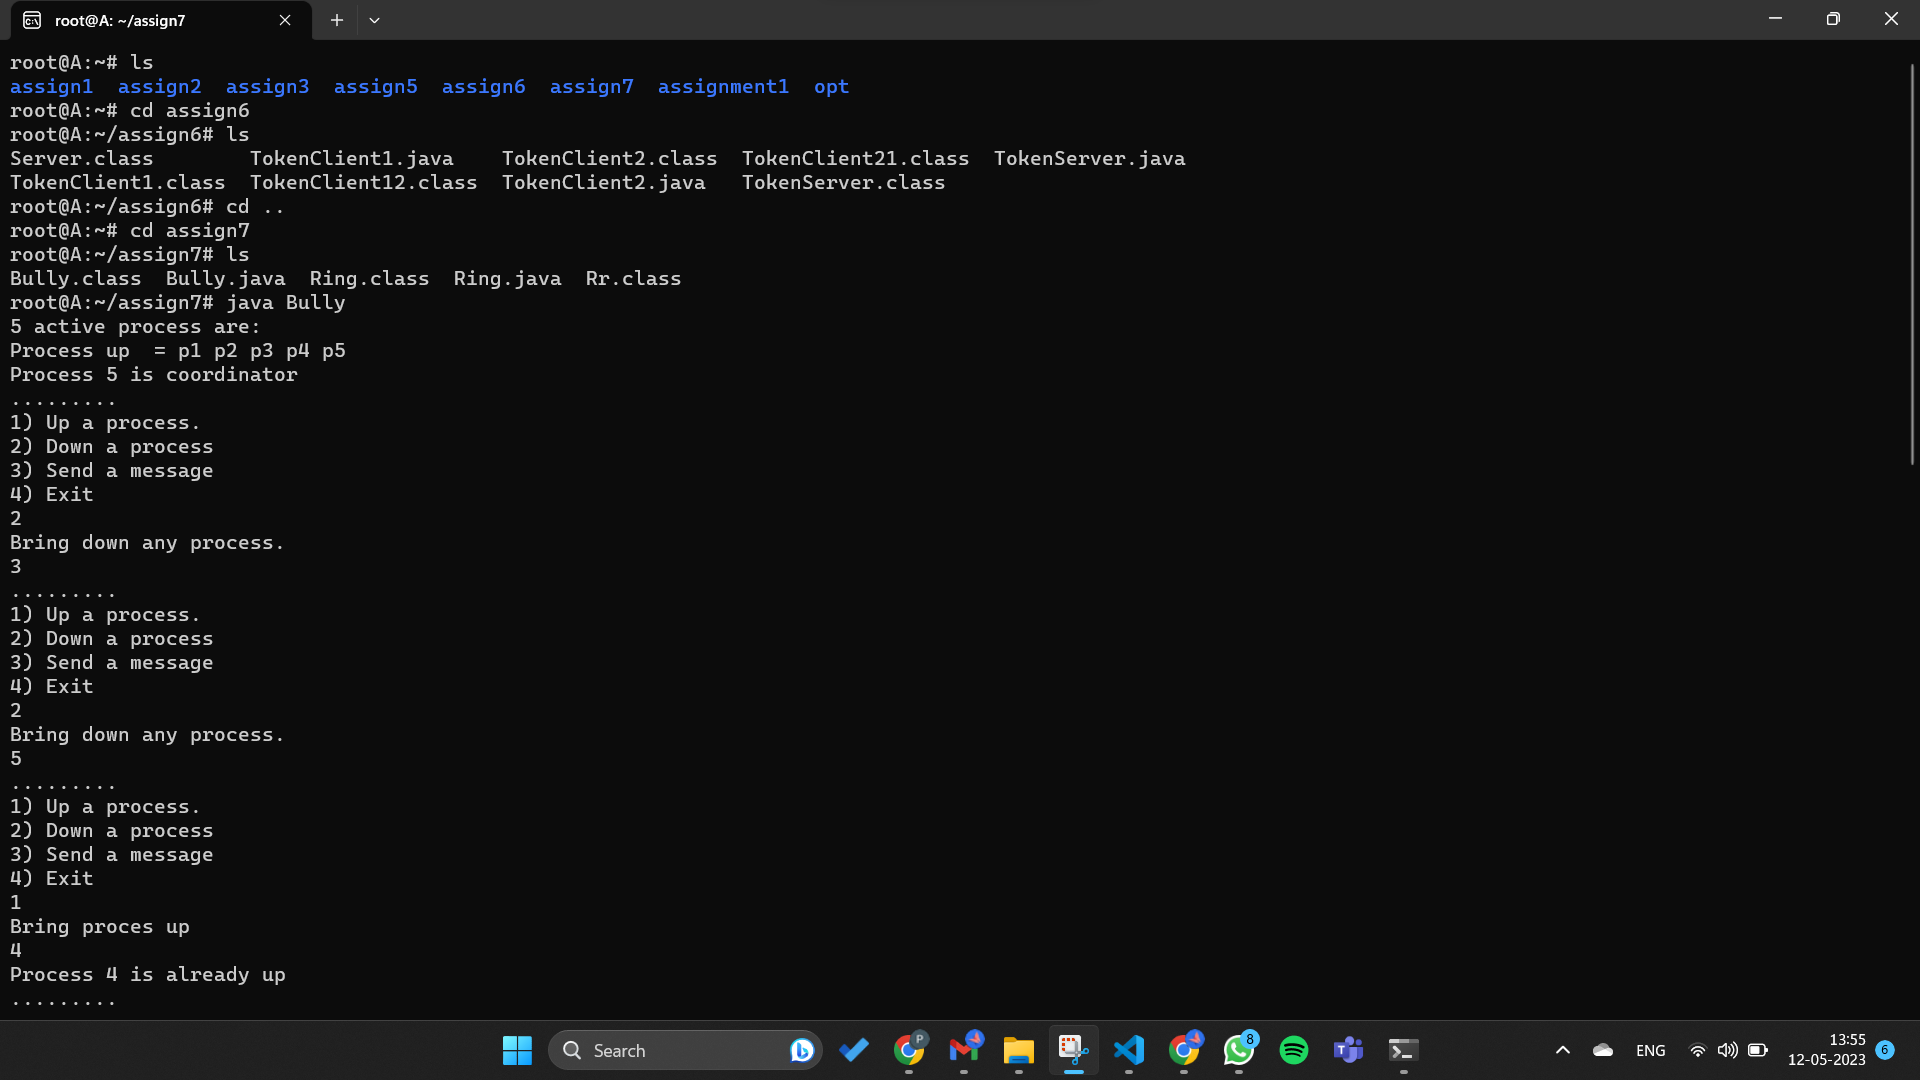 root@A: ~/assign7
root@A:~# ls
assign1  assign2  assign3  assign5  assign6  assign7  assignment1  opt
root@A:~# cd assign6
root@A:~/assign6# ls
Server.class        TokenClient1.java    TokenClient2.class  TokenClient21.class  TokenServer.java
TokenClient1.class  TokenClient12.class  TokenClient2.java   TokenServer.class
root@A:~/assign6# cd ..
root@A:~# cd assign7
root@A:~/assign7# ls
Bully.class  Bully.java  Ring.class  Ring.java  Rr.class
root@A:~/assign7# java Bully
5 active process are:
Process up  = p1 p2 p3 p4 p5
Process 5 is coordinator
.........
1) Up a process.
2) Down a process
3) Send a message
4) Exit
2
Bring down any process.
3
.........
1) Up a process.
2) Down a process
3) Send a message
4) Exit
2
Bring down any process.
5
.........
1) Up a process.
2) Down a process
3) Send a message
4) Exit
1
Bring proces up
4
Process 4 is already up
.........
Search
P
8
ENG
13:55
12-05-2023
6